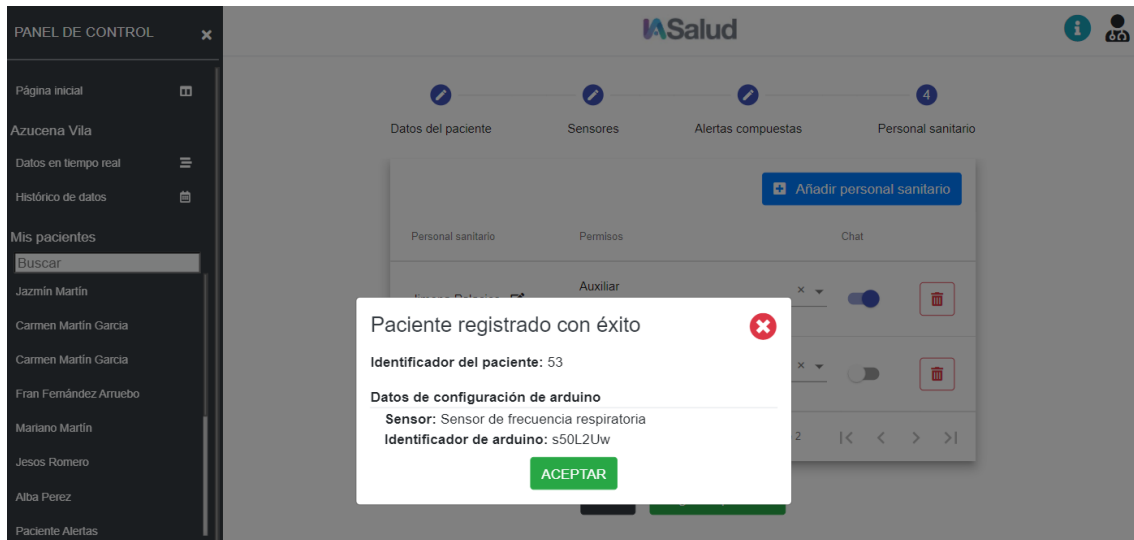 PANEL DE CONTROL
IASalud
Página inicial
Azucena Vila
Datos en tiempo real
Histórico de datos
Mis pacientes
Buscar
Jazmín Martín
Carmen Martín Garcia
Carmen Martín Garcia
Fran Fernández Arruebo
Mariano Martín
Jesos Romero
Alba Perez
Paciente Alertas
4
Datos del paciente
Sensores
Alertas compuestas
Personal sanitario
Añadir personal sanitario
Personal sanitario
Permisos
Chat
Auxiliar
Paciente registrado con éxito
Identificador del paciente: 53
Datos de configuración de arduino
Sensor: Sensor de frecuencia respiratoria
Identificador de arduino: s50L2Uw
ACEPTAR
2